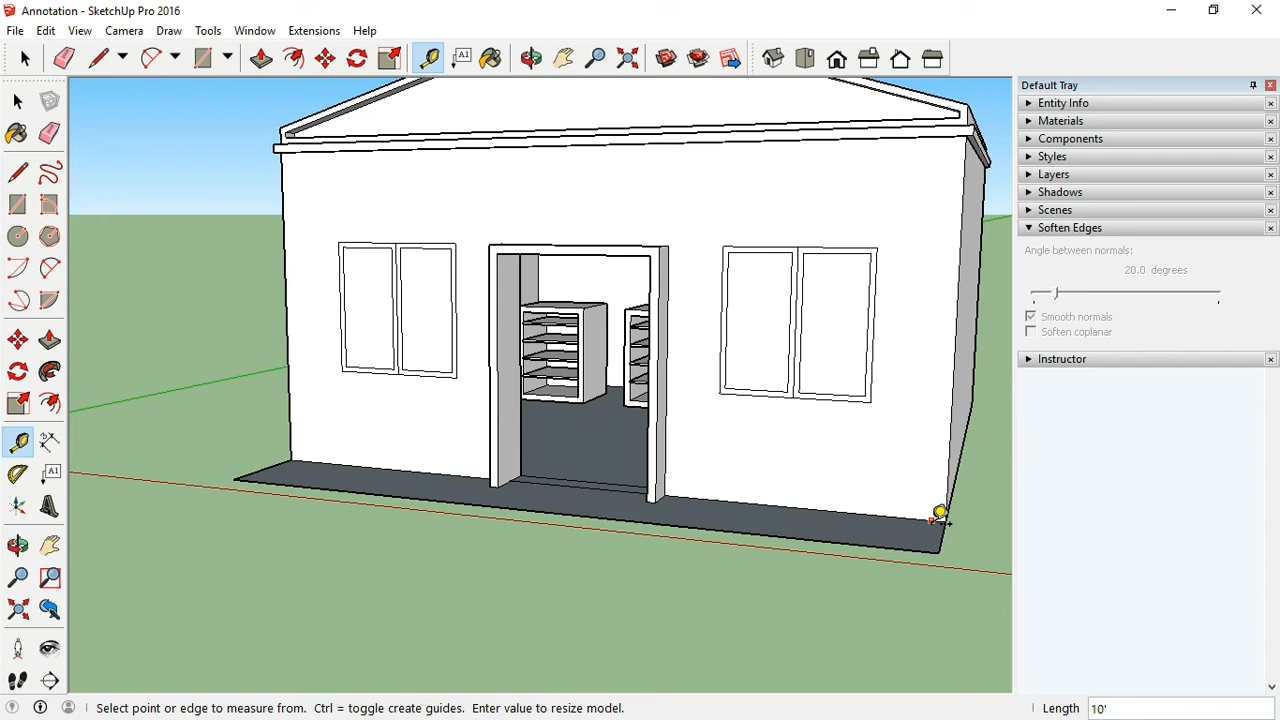 Annotation - SketchUp Pro 2016
File Edit View Camera Draw Tools Window Extensions Help
A1
Default Tray
Entity Info
Materials
Components
Styles
Layers
Shadows
Scenes
Soften Edges
Angle between normals:
20.0 degrees
Smooth normals
Soften coplanar
Instructor
A1
Select point or edge to measure from. Ctrl = toggle create guides. Enter value to resize model.
Length 10'